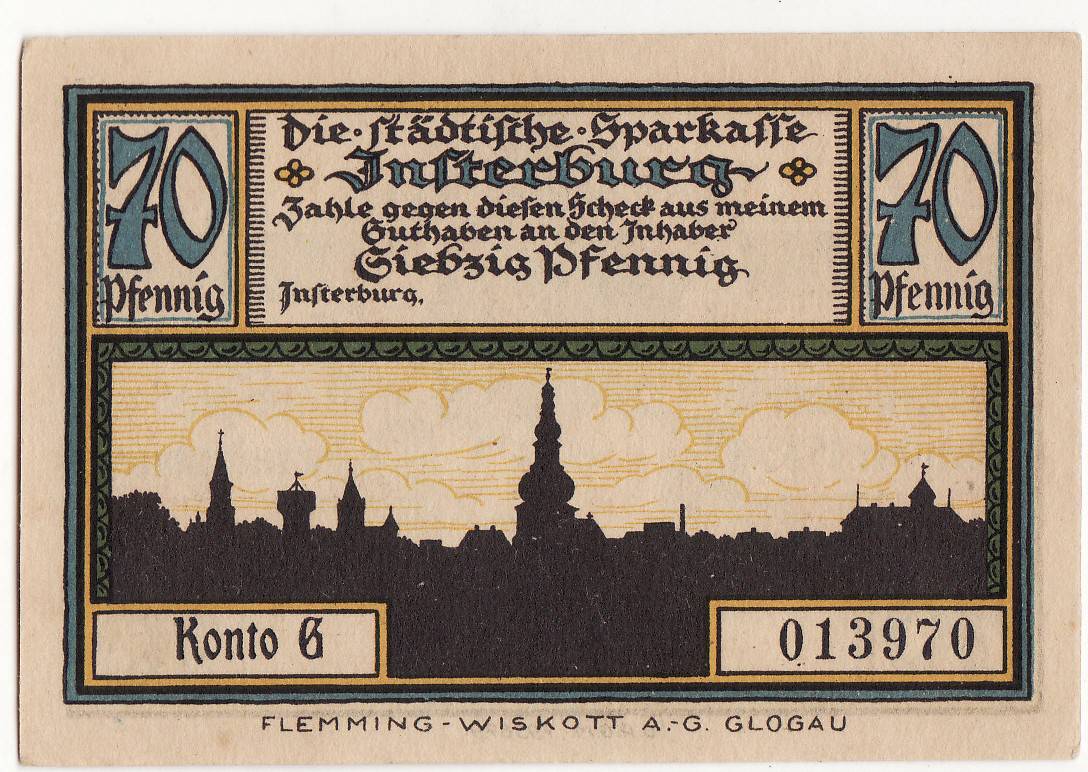 70
Pfennig
Die städtische Sparkasse
Insterburg
Zahle gegen diesen Scheck aus meinem
Guthaben an den Inhaber
Siebzig Pfennig
Insterburg,
70
Pfennig
Konto G
013970
FLEMMING-WISKOTT A.-G. GLOGAU